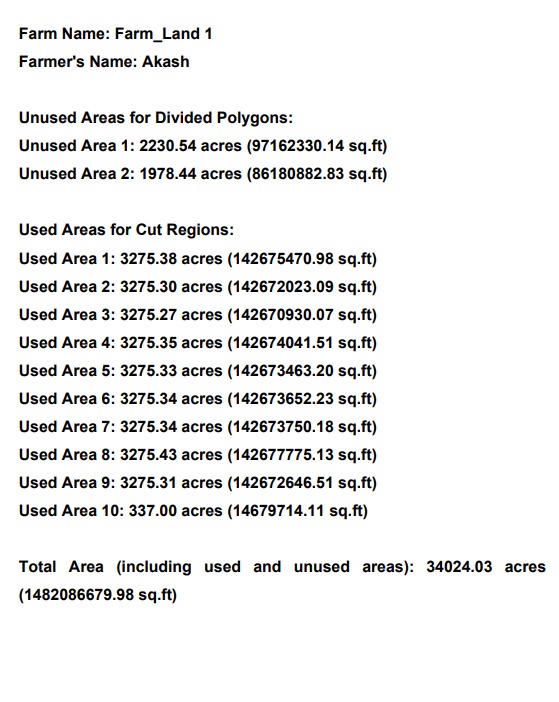 Farm Name: Farm_Land 1
Farmer's Name: Akash
Unused Areas for Divided Polygons:
Unused Area 1: 2230.54 acres (97162330.14 sq.ft)
Unused Area 2: 1978.44 acres (86180882.83 sq.ft)
Used Areas for Cut Regions:
Used Area 1: 3275.38 acres (142675470.98 sq.ft)
Used Area 2: 3275.30 acres (142672023.09 sq.ft)
Used Area 3: 3275.27 acres (142670930.07 sq.ft)
Used Area 4: 3275.35 acres (142674041.51 sq.ft)
Used Area 5: 3275.33 acres (142673463.20 sq.ft)
Used Area 6: 3275.34 acres (142673652.23 sq.ft)
Used Area 7: 3275.34 acres (142673750.18 sq.ft)
Used Area 8: 3275.43 acres (142677775.13 sq.ft)
Used Area 9: 3275.31 acres (142672646.51 sq.ft)
Used Area 10: 337.00 acres (14679714.11 sq.ft)
Total Area (including used and unused areas): 34024.03 acres
(1482086679.98 sq.ft)